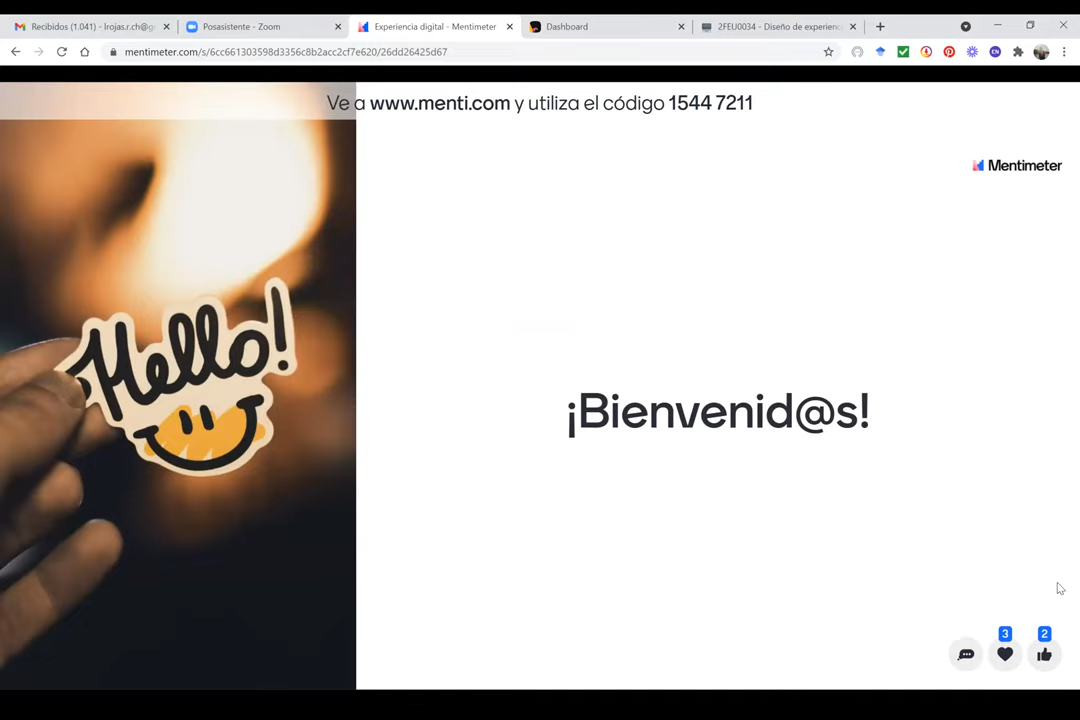 Recibidos (1.041) - lrojas.r.ch@g
Posasistente - Zoom
Experiencia digital - Mentimeter
Dashboard
2FEU0034 - Diseño de experienc
mentimeter.com/s/6cc661303598d3356c8b2acc2cf7e620/26dd26425d67
Ve a www.menti.com y utiliza el código 1544 7211
Mentimeter
Hello!
¡Bienvenid@s!
3
2